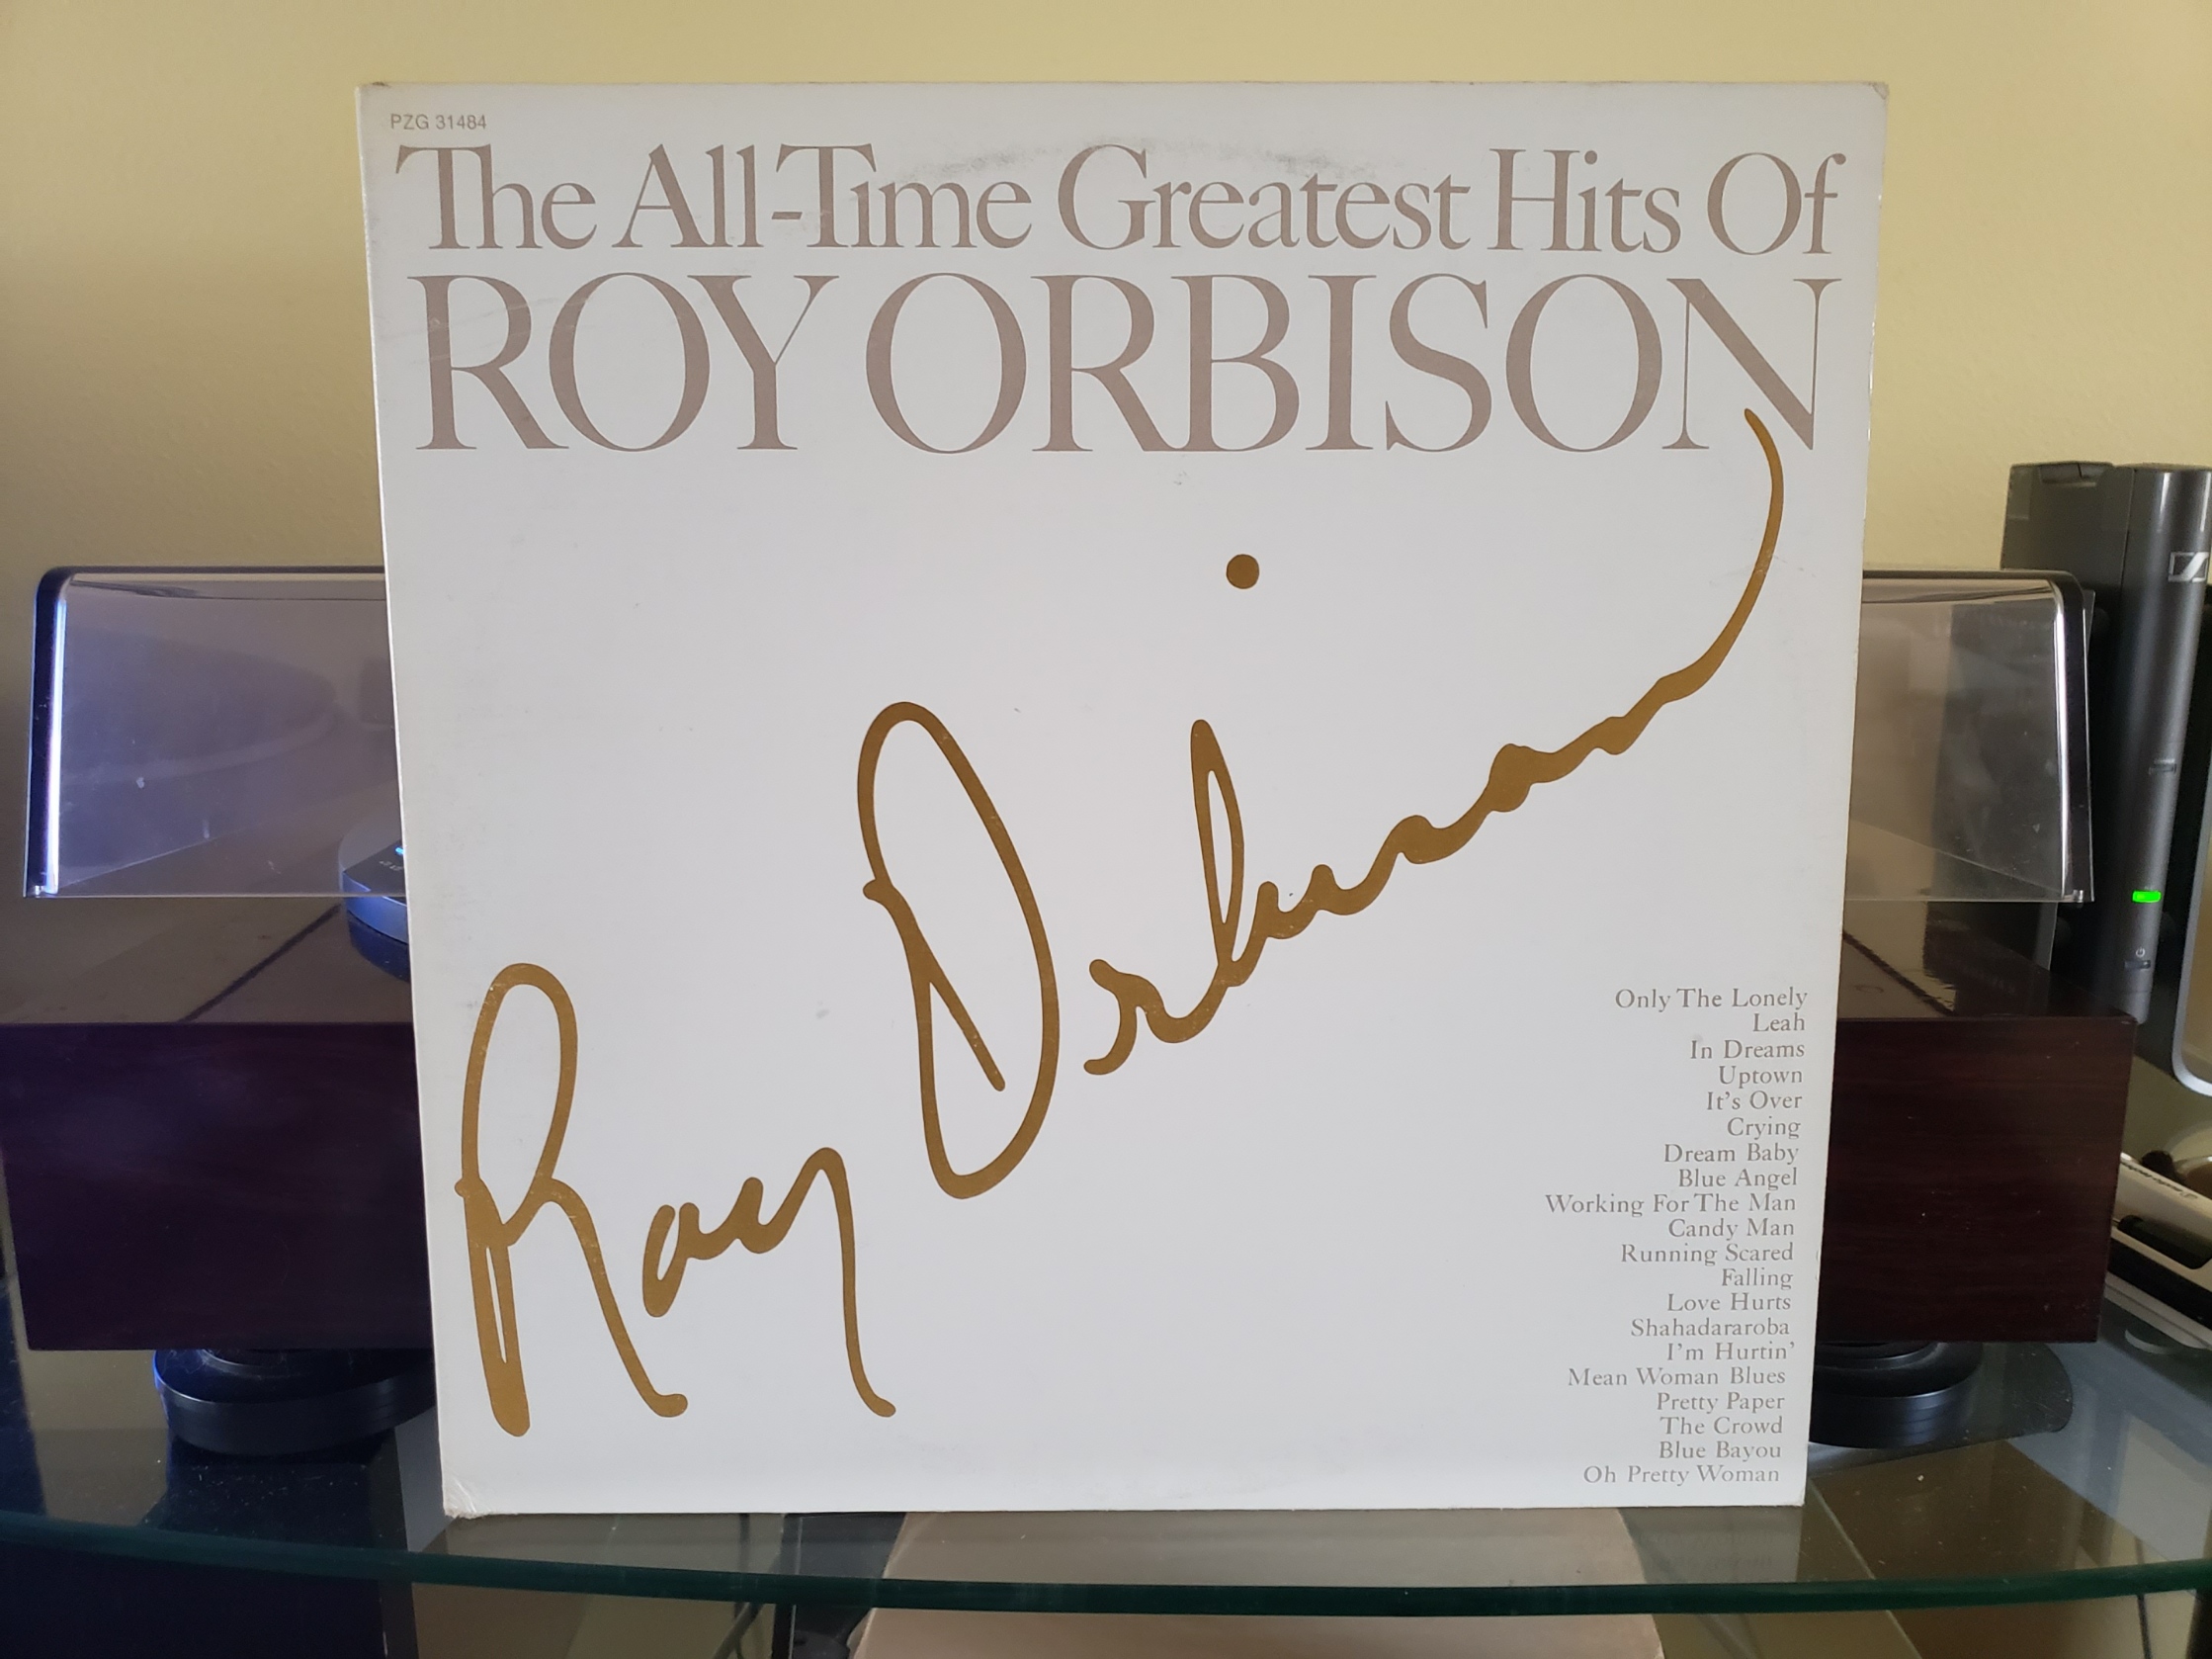 PZG 31484
The All-Time Greatest Hits Of
ROY ORBISON
Roy Orbison
Only The Lonely
Leah
In Dreams
Uptown
It's Over
Crying
Dream Baby
Blue Angel
Working For The Man
Candy Man
Running Scared
Falling
Love Hurts
Shahadararoba
I'm Hurtin'
Mean Woman Blues
Pretty Paper
The Crowd
Blue Bayou
Oh Pretty Woman